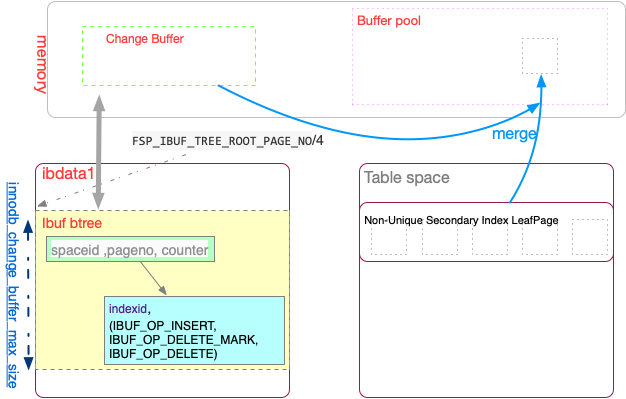 Change Buffer
Buffer pool
memory
merge
FSP_IBUF_TREE_ROOT_PAGE_NO/4
ibdata1
Table space
Ibuf btree
Non-Unique Secondary Index LeafPage
spaceid ,pageno, counter
indexid,
(IBUF_OP_INSERT,
IBUF_OP_DELETE_MARK,
IBUF_OP_DELETE)
inmodb_change_buffer_max_size